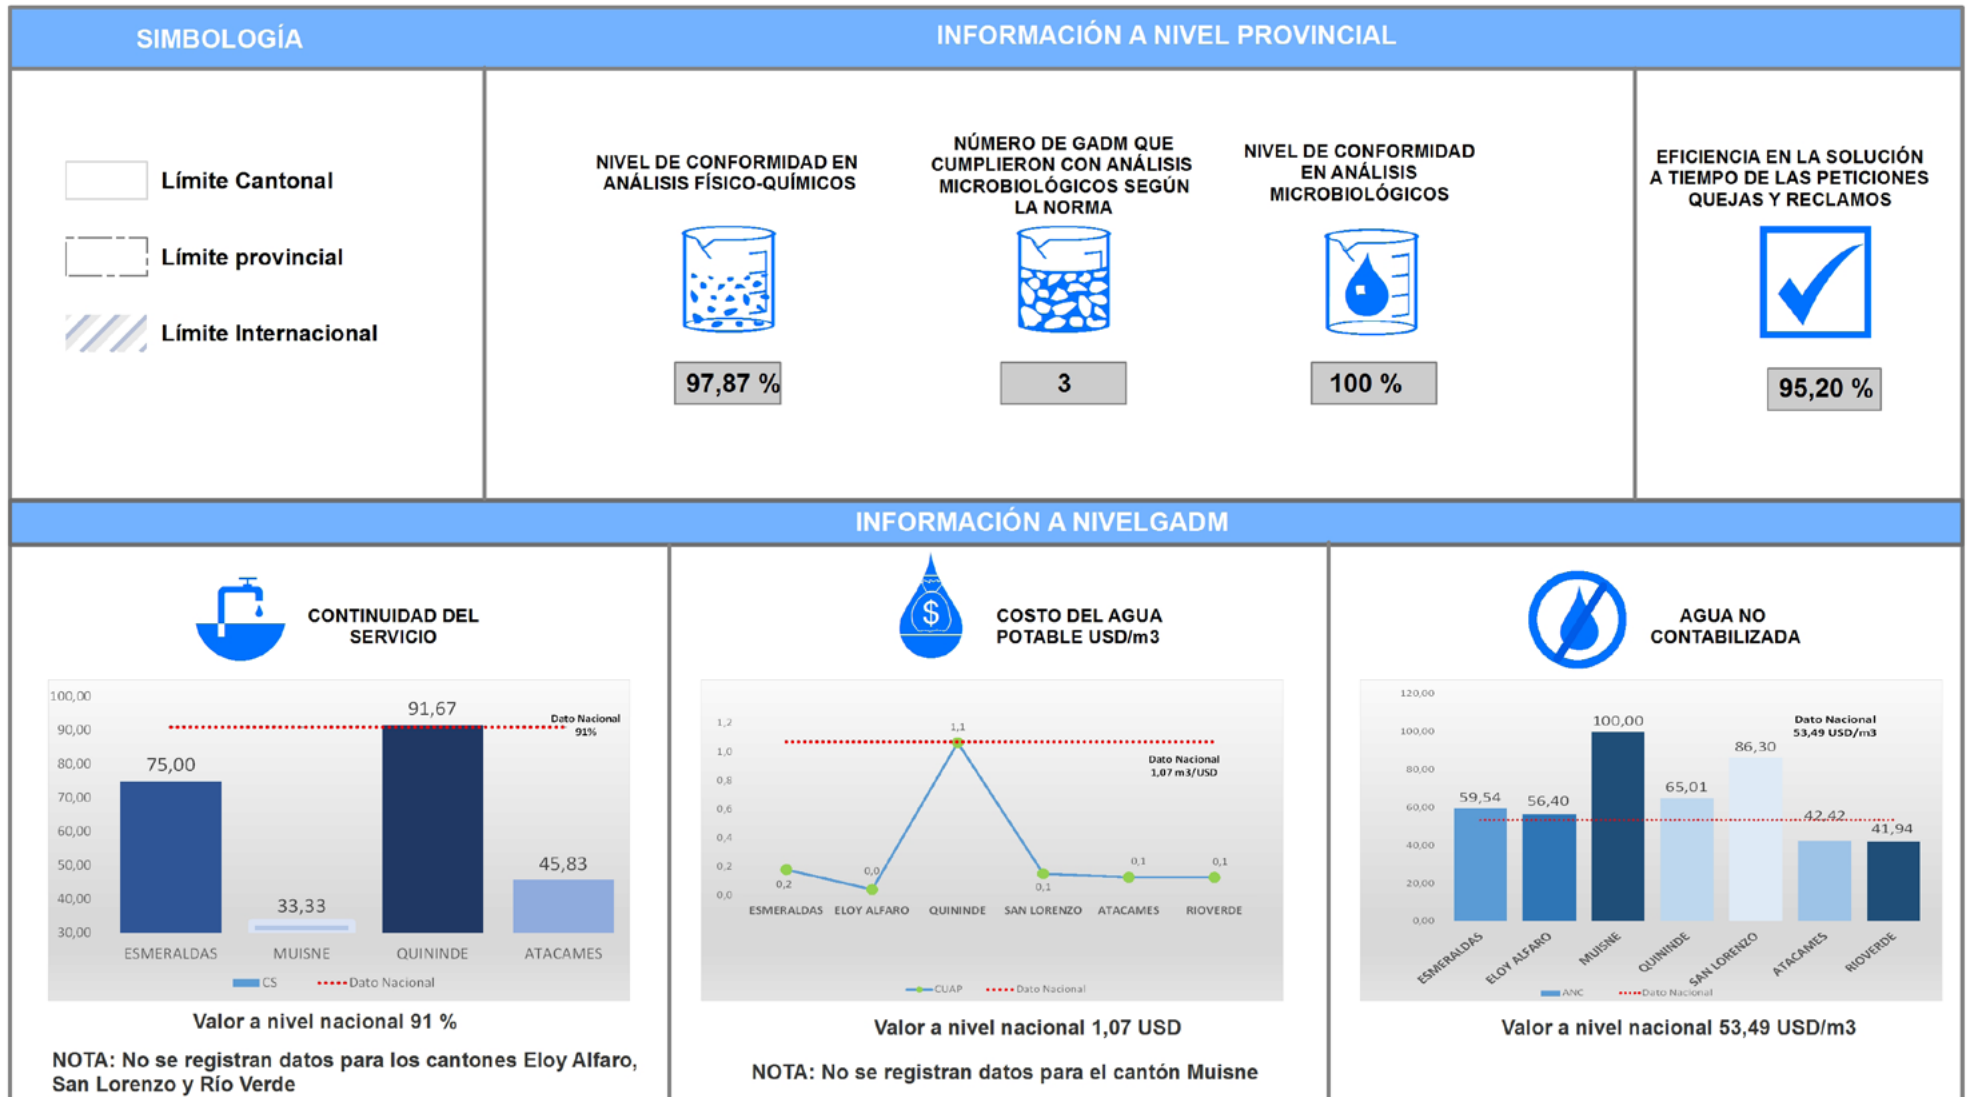 SIMBOLOGÍA
INFORMACIÓN A NIVEL PROVINCIAL
Límite Cantonal
Límite provincial
Límite Internacional
NIVEL DE CONFORMIDAD EN
ANÁLISIS FÍSICO-QUÍMICOS
97,87 %
NÚMERO DE GADM QUE
CUMPLIERON CON ANÁLISIS
MICROBIOLÓGICOS SEGÚN
LA NORMA
3
NIVEL DE CONFORMIDAD
EN ANÁLISIS
MICROBIOLÓGICOS
100 %
EFICIENCIA EN LA SOLUCIÓN
A TIEMPO DE LAS PETICIONES
QUEJAS Y RECLAMOS
95,20 %
INFORMACIÓN A NIVELGADM
CONTINUIDAD DEL
SERVICIO
100,00
90,00
80,00
70,00
60,00
50,00
40,00
30,00
75,00
33,33
91,67
45,83
Dato Nacional
91%
ESMERALDAS
MUISNE
QUININDE
ATACAMES
CS
Dato Nacional
Valor a nivel nacional 91 %
NOTA: No se registran datos para los cantones Eloy Alfaro,
San Lorenzo y Río Verde
$
COSTO DEL AGUA
POTABLE USD/m3
1,2
1,0
0,8
0,6
0,4
0,2
0,0
0,2
0,0
1,1
0,1
0,1
0,1
Dato Nacional
1,07 m3/USD
ESMERALDAS
ELOY ALFARO
QUININDE
SAN LORENZO
ATACAMES
RIOVERDE
CUAP
Dato Nacional
Valor a nivel nacional 1,07 USD
NOTA: No se registran datos para el cantón Muisne
AGUA NO
CONTABILIZADA
120,00
100,00
80,00
60,00
40,00
20,00
0,00
59,54
56,40
100,00
65,01
86,30
42,42
41,94
Dato Nacional
53,49 USD/m3
ESMERALDAS
ELOY ALFARO
MUISNE
QUININDE
SAN LORENZO
ATACAMES
RIOVERDE
ANC
Dato Nacional
Valor a nivel nacional 53,49 USD/m3